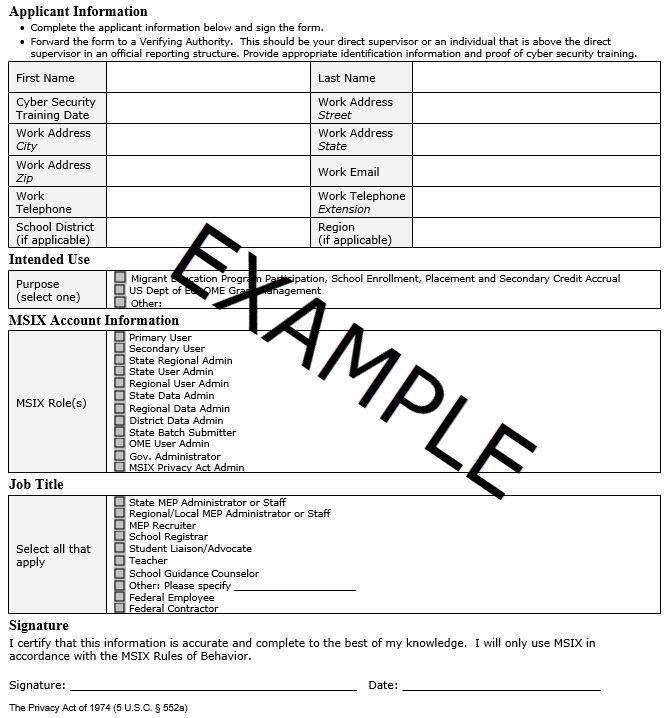 Applicant Information
• Complete the applicant information below and sign the form.
• Forward the form to a Verifying Authority. This should be your direct supervisor or an individual that is above the direct
supervisor in an official reporting structure. Provide appropriate identification information and proof of cyber security training.
First Name
Last Name
Cyber Security
Training Date
Work Address
Street
Work Address
City
Work Address
State
Work Address
Zip
Work Email
Work
Telephone
Work Telephone
Extension
School District
(if applicable)
Region
(if applicable)
Intended Use
Purpose
(select one)
Migrant Education Program Participation, School Enrollment, Placement and Secondary Credit Accrual
US Dept of Ed OME Grant Management
Other:
EXAMPLE
MSIX Account Information
MSIX Role(s)
Primary User
Secondary User
State Regional Admin
State User Admin
Regional User Admin
State Data Admin
Regional Data Admin
District Data Admin
State Batch Submitter
OME User Admin
Gov. Administrator
MSIX Privacy Act Admin
Job Title
Select all that
apply
State MEP Administrator or Staff
Regional/Local MEP Administrator or Staff
MEP Recruiter
School Registrar
Student Liaison/Advocate
Teacher
School Guidance Counselor
Other: Please specify ____________________
Federal Employee
Federal Contractor
Signature
I certify that this information is accurate and complete to the best of my knowledge. I will only use MSIX in
accordance with the MSIX Rules of Behavior.
Signature: ____________________ Date: ____________________
The Privacy Act of 1974 (5 U.S.C. § 552a)